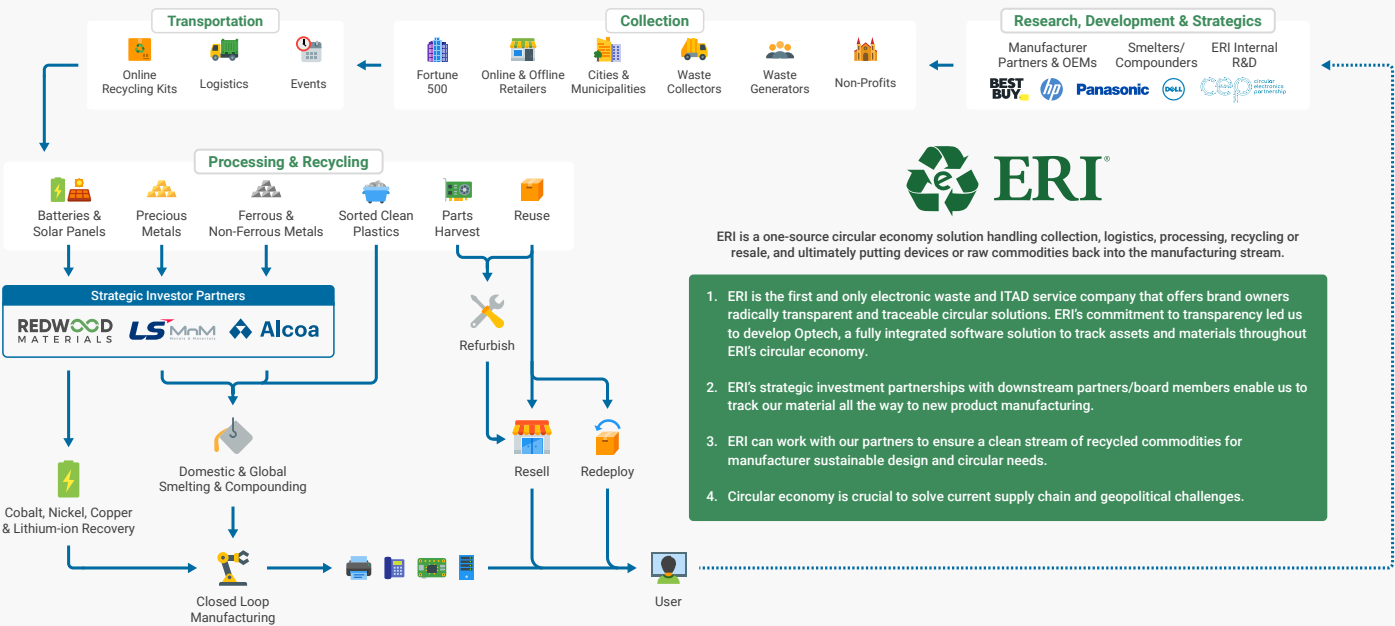 Transportation
Online
Recycling Kits
Logistics
Events
Collection
Fortune
500
Online & Offline
Retailers
Cities &
Municipalities
Waste
Collectors
Waste
Generators
Non-Profits
Research, Development & Strategics
Manufacturer
Partners & OEMs
Smelters/
Compounders
ERI Internal
R&D
BEST
BUY
hp
Panasonic
DELL
cep
circular
electronics
partnership
Processing & Recycling
Batteries &
Solar Panels
Precious
Metals
Ferrous &
Non-Ferrous Metals
Sorted Clean
Plastics
Parts
Harvest
Reuse
Strategic Investor Partners
REDWOOD
MATERIALS
LS MnM
Metals & Materials
Alcoa
Refurbish
Domestic & Global
Smelting & Compounding
Resell
Redeploy
Cobalt, Nickel, Copper
& Lithium-ion Recovery
Closed Loop
Manufacturing
User
e
ERI®
ERI is a one-source circular economy solution handling collection, logistics, processing, recycling or
resale, and ultimately putting devices or raw commodities back into the manufacturing stream.
1. ERI is the first and only electronic waste and ITAD service company that offers brand owners
radically transparent and traceable circular solutions. ERI's commitment to transparency led us
to develop Optech, a fully integrated software solution to track assets and materials throughout
ERI's circular economy.
2. ERI's strategic investment partnerships with downstream partners/board members enable us to
track our material all the way to new product manufacturing.
3. ERI can work with our partners to ensure a clean stream of recycled commodities for
manufacturer sustainable design and circular needs.
4. Circular economy is crucial to solve current supply chain and geopolitical challenges.